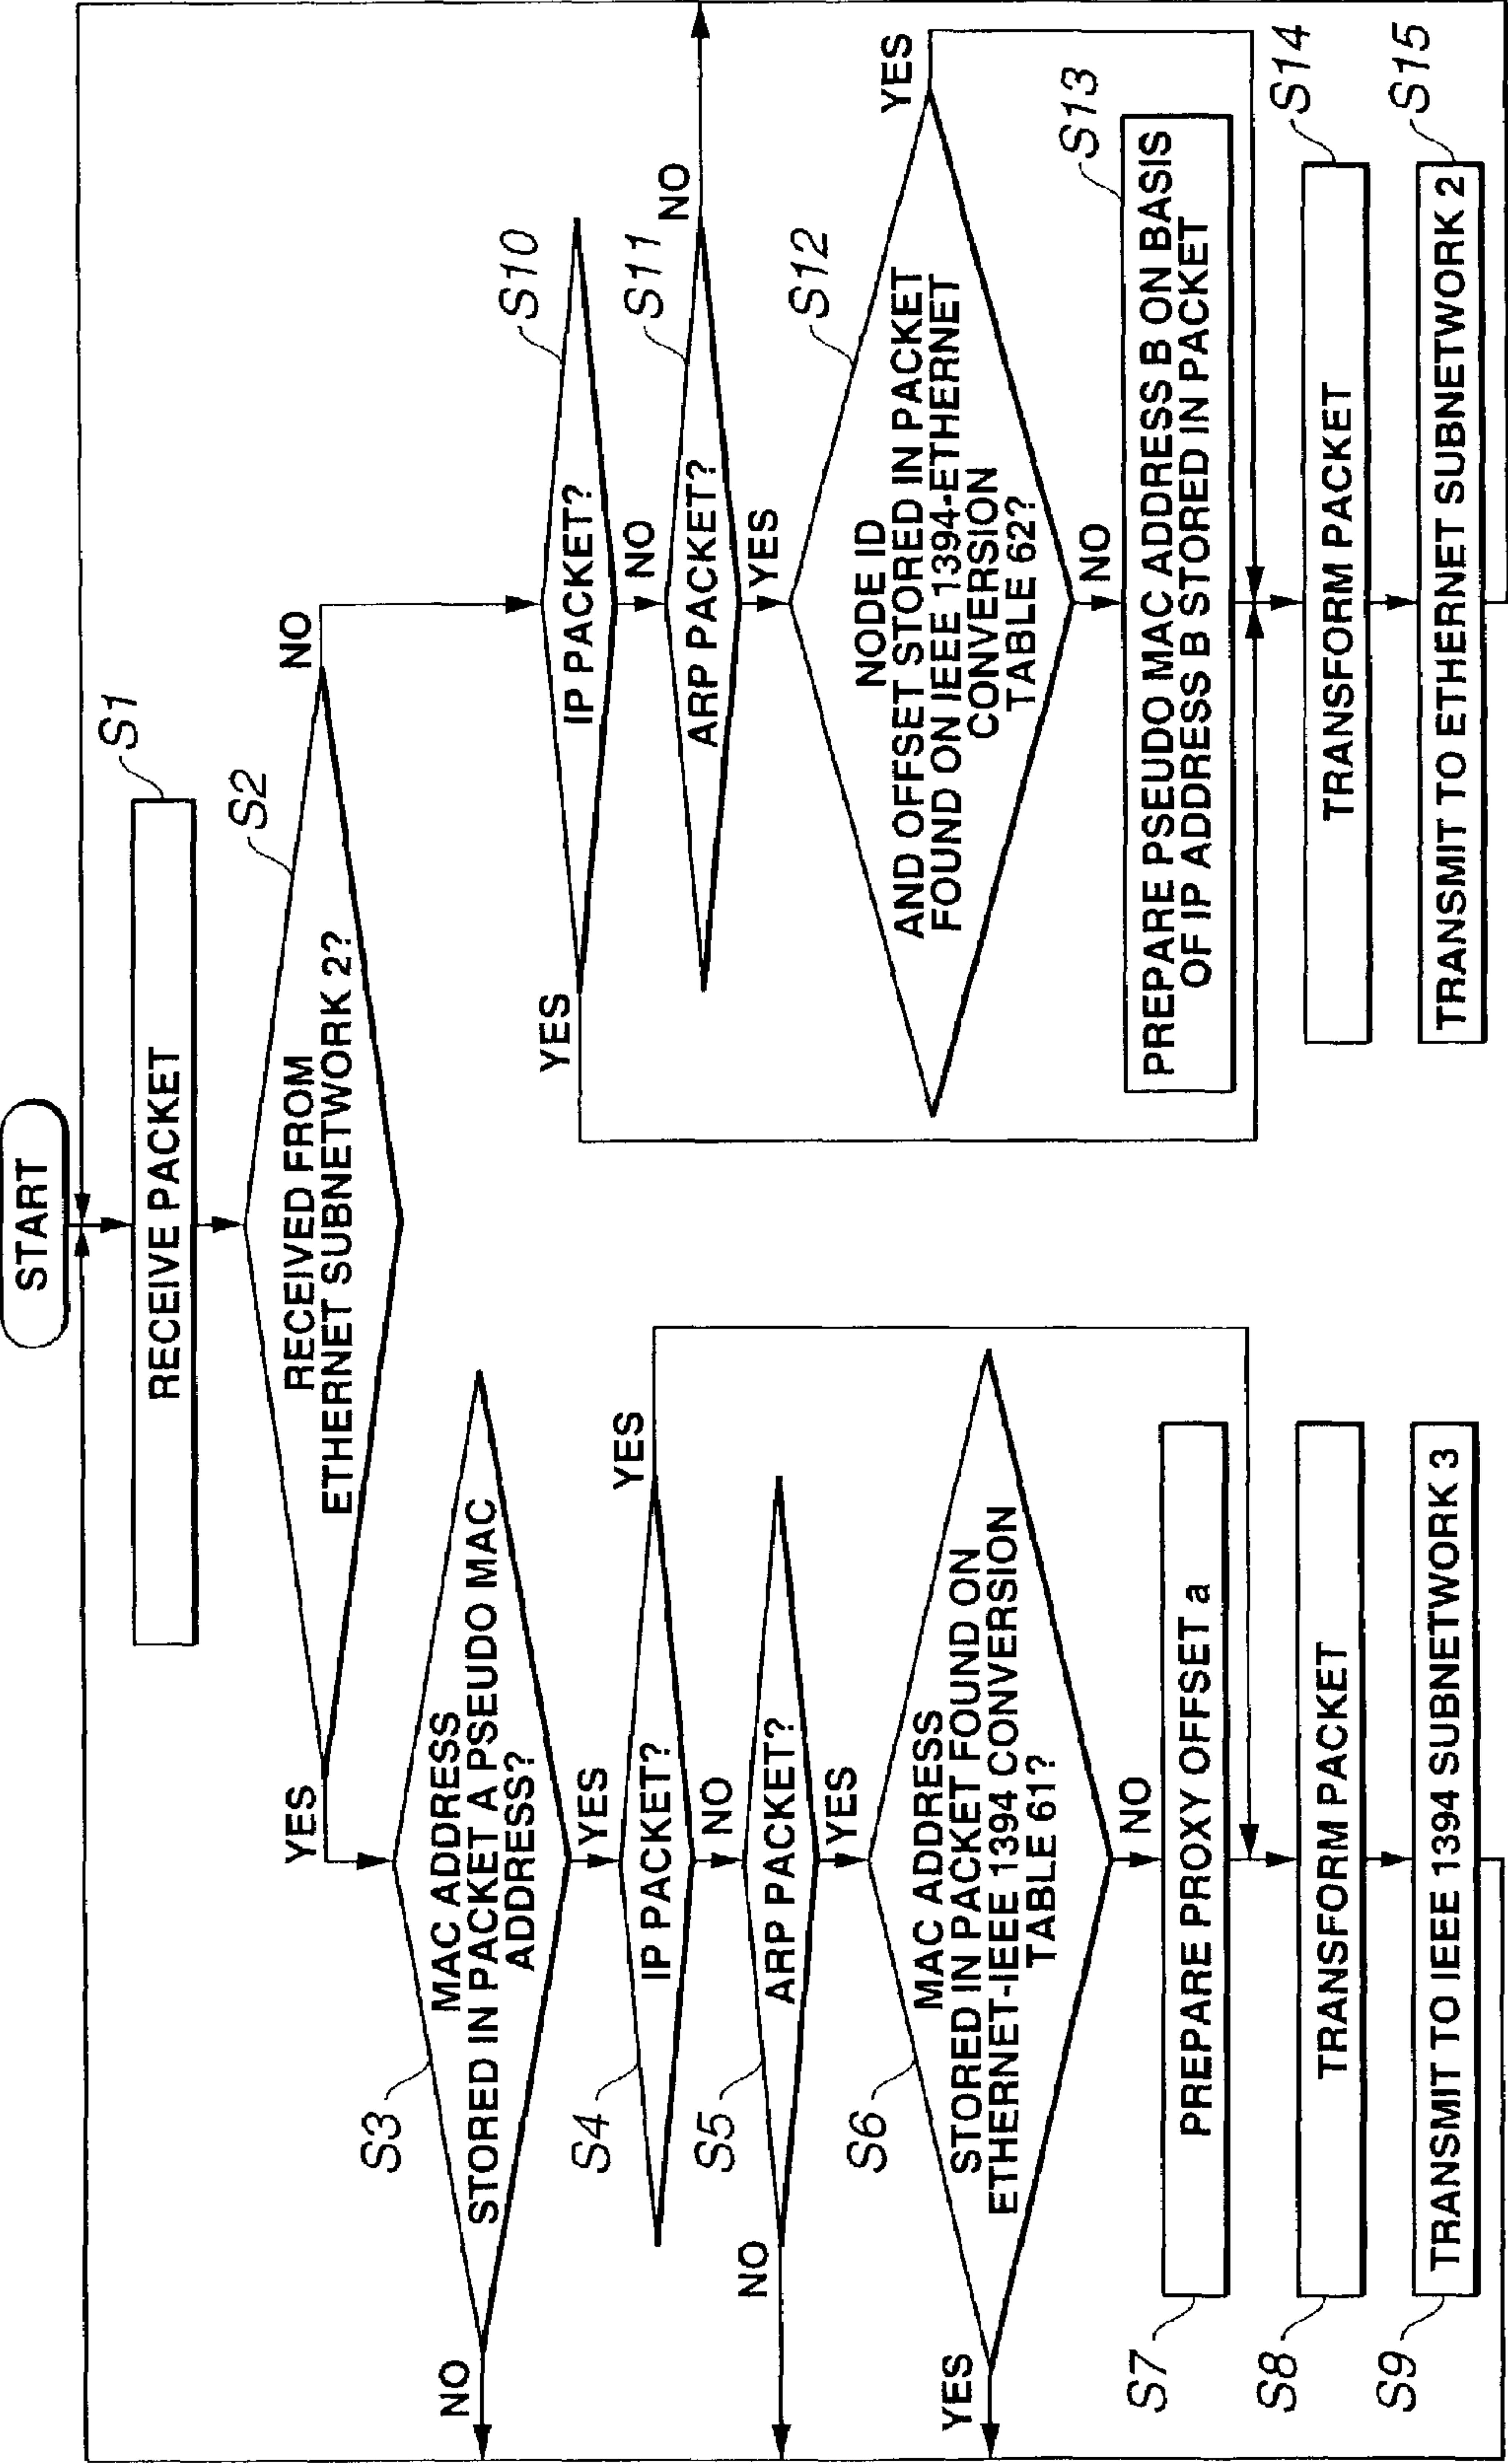 START
RECEIVE PACKET
S1
RECEIVED FROM
ETHERNET SUBNETWORK 2?
S2
YES
NO
MAC ADDRESS
STORED IN PACKET A PSEUDO MAC
ADDRESS?
S3
NO
YES
IP PACKET?
S4
YES
NO
ARP PACKET?
S5
NO
YES
MAC ADDRESS
STORED IN PACKET FOUND ON
ETHERNET-IEEE 1394 CONVERSION
TABLE 61?
S6
YES
NO
PREPARE PROXY OFFSET a
S7
TRANSFORM PACKET
S8
TRANSMIT TO IEEE 1394 SUBNETWORK 3
S9
IP PACKET?
S10
YES
NO
ARP PACKET?
S11
NO
YES
NODE ID
AND OFFSET STORED IN PACKET
FOUND ON IEEE 1394-ETHERNET
CONVERSION
TABLE 62?
S12
YES
NO
PREPARE PSEUDO MAC ADDRESS B ON BASIS
OF IP ADDRESS B STORED IN PACKET
S13
TRANSFORM PACKET
S14
TRANSMIT TO ETHERNET SUBNETWORK 2
S15